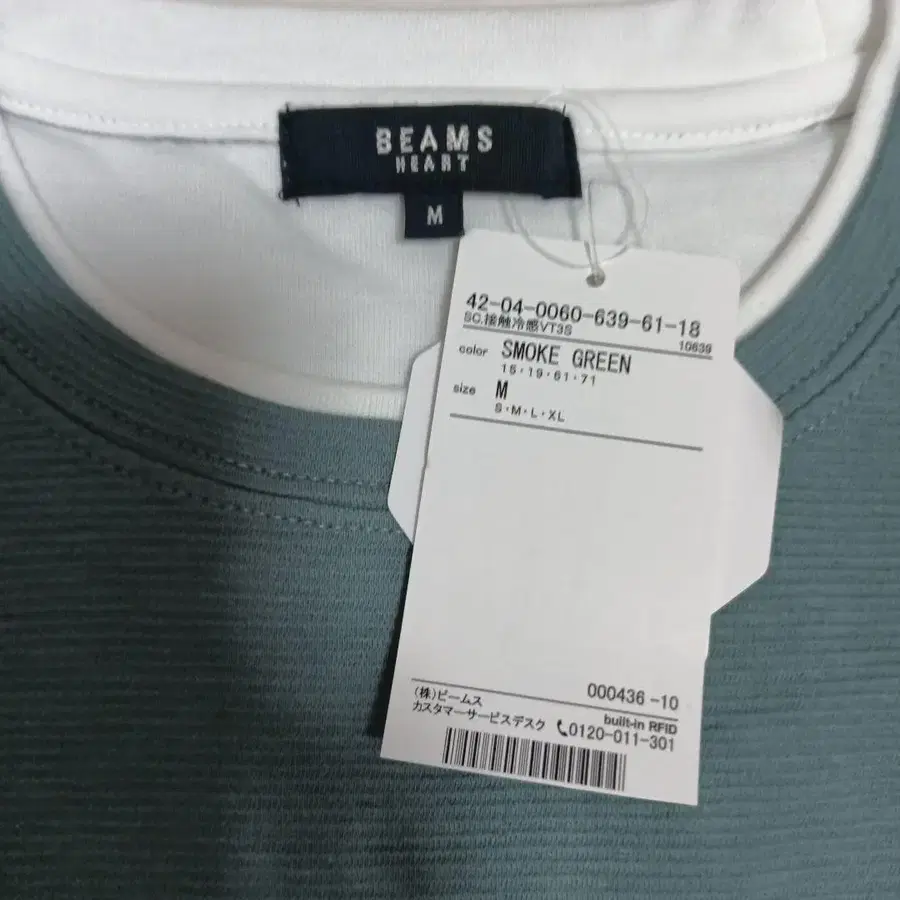 BEAMS
HEART
M
42-04-0060-639-61-18
SC.接触冷感VT3S
10639
color SMOKE GREEN
15・19・61・71
size M
S・M・L・XL
000436 -10
(株)ビームス
built-in RFID
カスタマーサービスデスク 0120-011-301